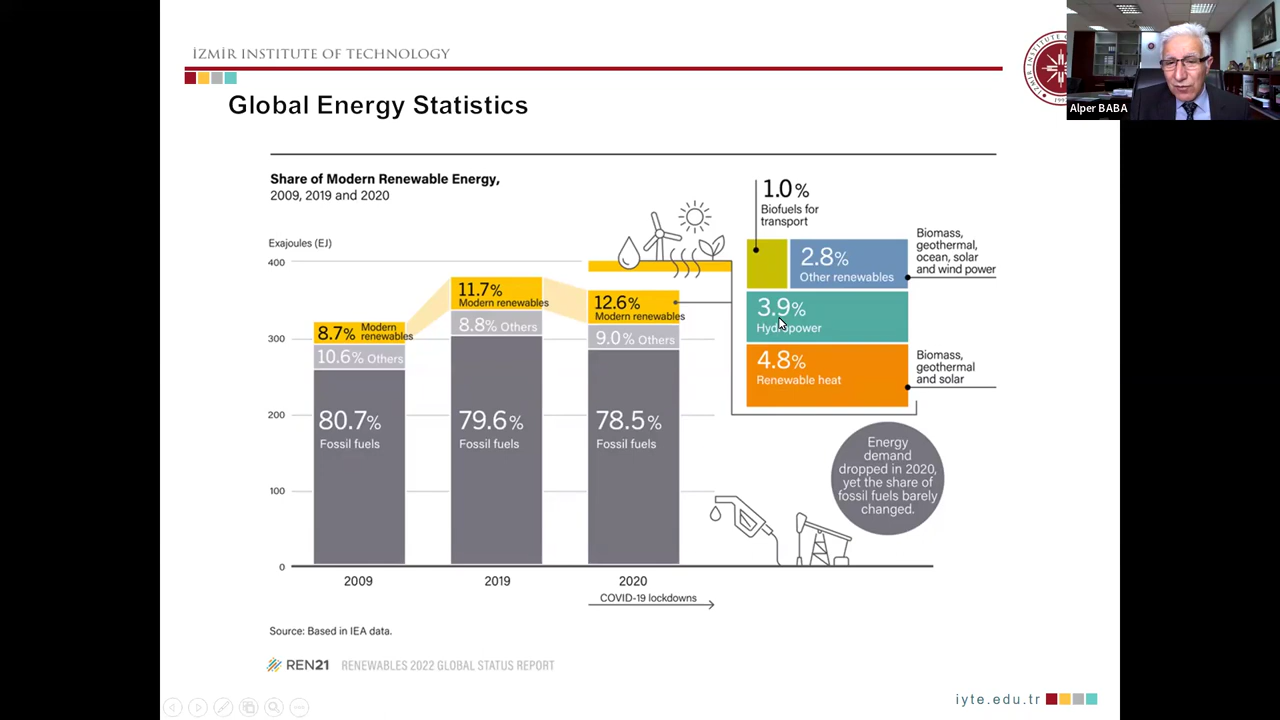 İZMİR INSTITUTE OF TECHNOLOGY
Alper BABA
Global Energy Statistics
Share of Modern Renewable Energy,
2009, 2019 and 2020
Exajoules (EJ)
400
300
200
100
0
8.7% Modern
renewables
10.6% Others
80.7%
Fossil fuels
2009
11.7%
Modern renewables
8.8% Others
79.6%
Fossil fuels
2019
12.6%
Modern renewables
9.0% Others
78.5%
Fossil fuels
2020
COVID-19 lockdowns
1.0%
Biofuels for
transport
2.8%
Other renewables
Biomass,
geothermal,
ocean, solar
and wind power
3.9%
Hydropower
4.8%
Renewable heat
Biomass,
geothermal
and solar
Energy
demand
dropped in 2020,
yet the share of
fossil fuels barely
changed.
Source: Based in IEA data.
REN21 RENEWABLES 2022 GLOBAL STATUS REPORT
iyte.edu.tr